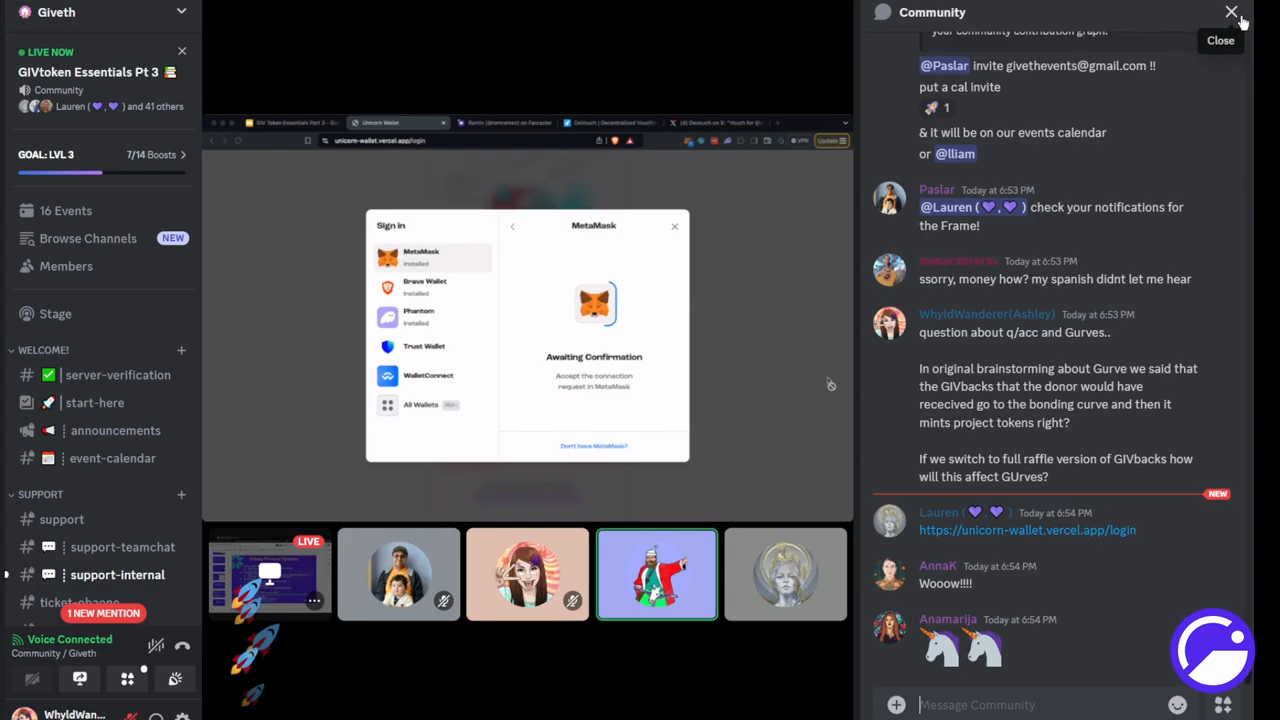 Giveth
LIVE NOW
GIVtoken Essentials Pt 3
Community
Lauren (💜,💜) and 41 others
GOAL: LVL 3
7/14 Boosts >
16 Events
Browse Channels
NEW
Members
Stage
WELCOME!
# ✅ | server-verification
🚀 | start-here
announcements
event-calendar
SUPPORT
support
support-teamchat
support-internal
1 NEW MENTION
Voice Connected
Community / Giveth
WhyldWan...
Unicorn Wallet
unicorn-wallet.vercel.app/login
VPN
Update
Sign in
MetaMask
Installed
Brave Wallet
Installed
Phantom
Installed
Trust Wallet
WalletConnect
All Wallets
MetaMask
Awaiting Confirmation
Accept the connection
request in MetaMask
Don't have MetaMask?
LIVE
Community
Close
your community contribution graph.
@Paslar invite givethevents@gmail.com !!
put a cal invite
🚀 1
& it will be on our events calendar
or @lliam
Paslar Today at 6:53 PM
@Lauren (💜,💜) check your notifications for
the Frame!
Today at 6:53 PM
ssorry, money how? my spanish dint let me hear
WhyldWanderer(Ashley) Today at 6:53 PM
question about q/acc and Gurves..
In original brainstorming about Gurve we said that
the GIVbacks that the donor would have
rececived go to the bonding curve and then it
mints project tokens right?
If we switch to full raffle version of GIVbacks how
will this affect GUrves?
NEW
Lauren (💜,💜) Today at 6:54 PM
https://unicorn-wallet.vercel.app/login
AnnaK Today at 6:54 PM
Wooow!!!!
Anamarija Today at 6:54 PM
Message Community